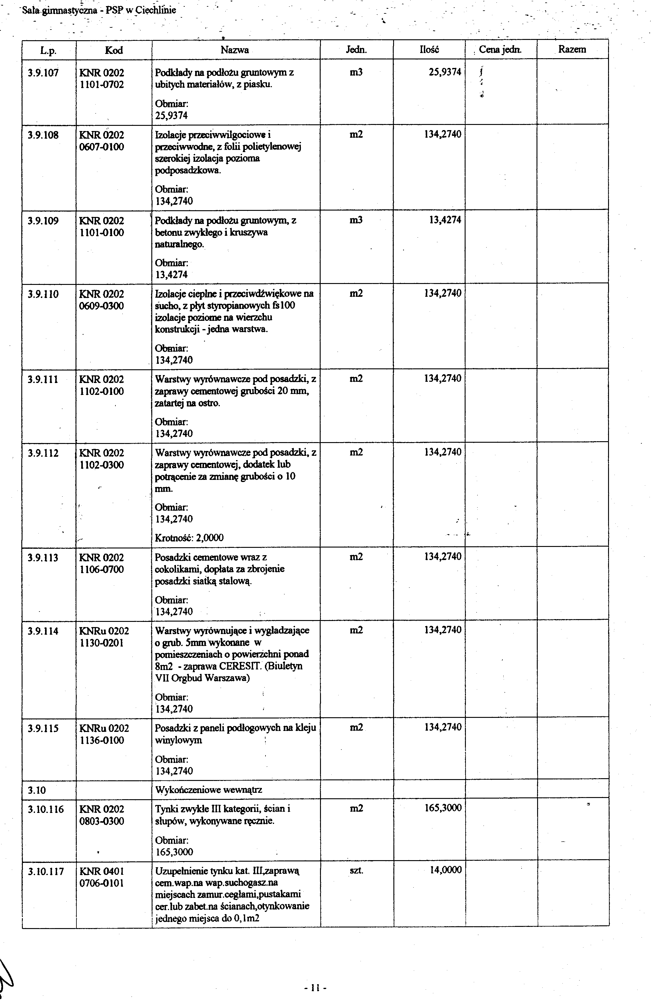 Sala gimnastyczna - PSP w Ciechlinie
L.p. Kod Nazwa Jedn. Ilość Cena jedn. Razem
3.9.107 KNR 0202 Podkłady na podłożu gruntowym z m3 25,9374
1101-0702 ubitych materiałów, z piasku.
Obmiar:
25,9374
3.9.108 KNR 0202 Izolacje przeciwwilgociowe i m2 134,2740
0607-0100 przeciwwodne, z folii polietylenowej
szerokiej izolacja pozioma
podposadzkowa.
Obmiar:
134,2740
3.9.109 KNR 0202 Podkłady na podłożu gruntowym, z m3 13,4274
1101-0100 betonu zwykłego i kruszywa
naturalnego.
Obmiar:
13,4274
3.9.110 KNR 0202 Izolacje cieplne i przeciwdźwiękowe na m2 134,2740
0609-0300 sucho, z płyt styropianowych fs100
izolacje poziome na wierzchu
konstrukcji - jedna warstwa.
Obmiar:
134,2740
3.9.111 KNR 0202 Warstwy wyrównawcze pod posadzki, z m2 134,2740
1102-0100 zaprawy cementowej grubości 20 mm,
zatartej na ostro.
Obmiar:
134,2740
3.9.112 KNR 0202 Warstwy wyrównawcze pod posadzki, z m2 134,2740
1102-0300 zaprawy cementowej, dodatek lub
potrącenie za zmianę grubości o 10
mm.
Obmiar:
134,2740
Krotność: 2,0000
3.9.113 KNR 0202 Posadzki cementowe wraz z m2 134,2740
1106-0700 cokolikami, dopłata za zbrojenie
posadzki siatką stalową.
Obmiar:
134,2740
3.9.114 KNRu 0202 Warstwy wyrównujące i wygładzające m2 134,2740
1130-0201 o grub. 5mm wykonane w
pomieszczeniach o powierzchni ponad
8m2 - zaprawa CERESIT. (Biuletyn
VII Orgbud Warszawa)
Obmiar:
134,2740
3.9.115 KNRu 0202 Posadzki z paneli podłogowych na kleju m2 134,2740
1136-0100 winylowym
Obmiar:
134,2740
3.10 Wykończeniowe wewnątrz
3.10.116 KNR 0202 Tynki zwykłe III kategorii, ścian i m2 165,3000
0803-0300 słupów, wykonywane ręcznie.
Obmiar:
165,3000
3.10.117 KNR 0401 Uzupełnienie tynku kat. III,zaprawą szt. 14,0000
0706-0101 cem.wap.na wap.suchogasz.na
miejscach zamur.cegłami,pustakami
cer.lub zabet.na ścianach,otynkowanie
jednego miejsca do 0,1m2
- 11 -